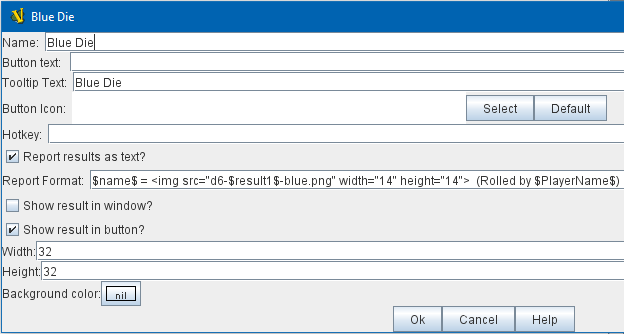 Blue Die
Name: Blue Die
Button text:
Tooltip Text: Blue Die
Button Icon: Select Default
Hotkey:
Report results as text?
Report Format: $name$ = <img src="d6-$result1$-blue.png" width="14" height="14">  (Rolled by $PlayerName$)
Show result in window?
Show result in button?
Width: 32
Height: 32
Background color: nil
Ok Cancel Help